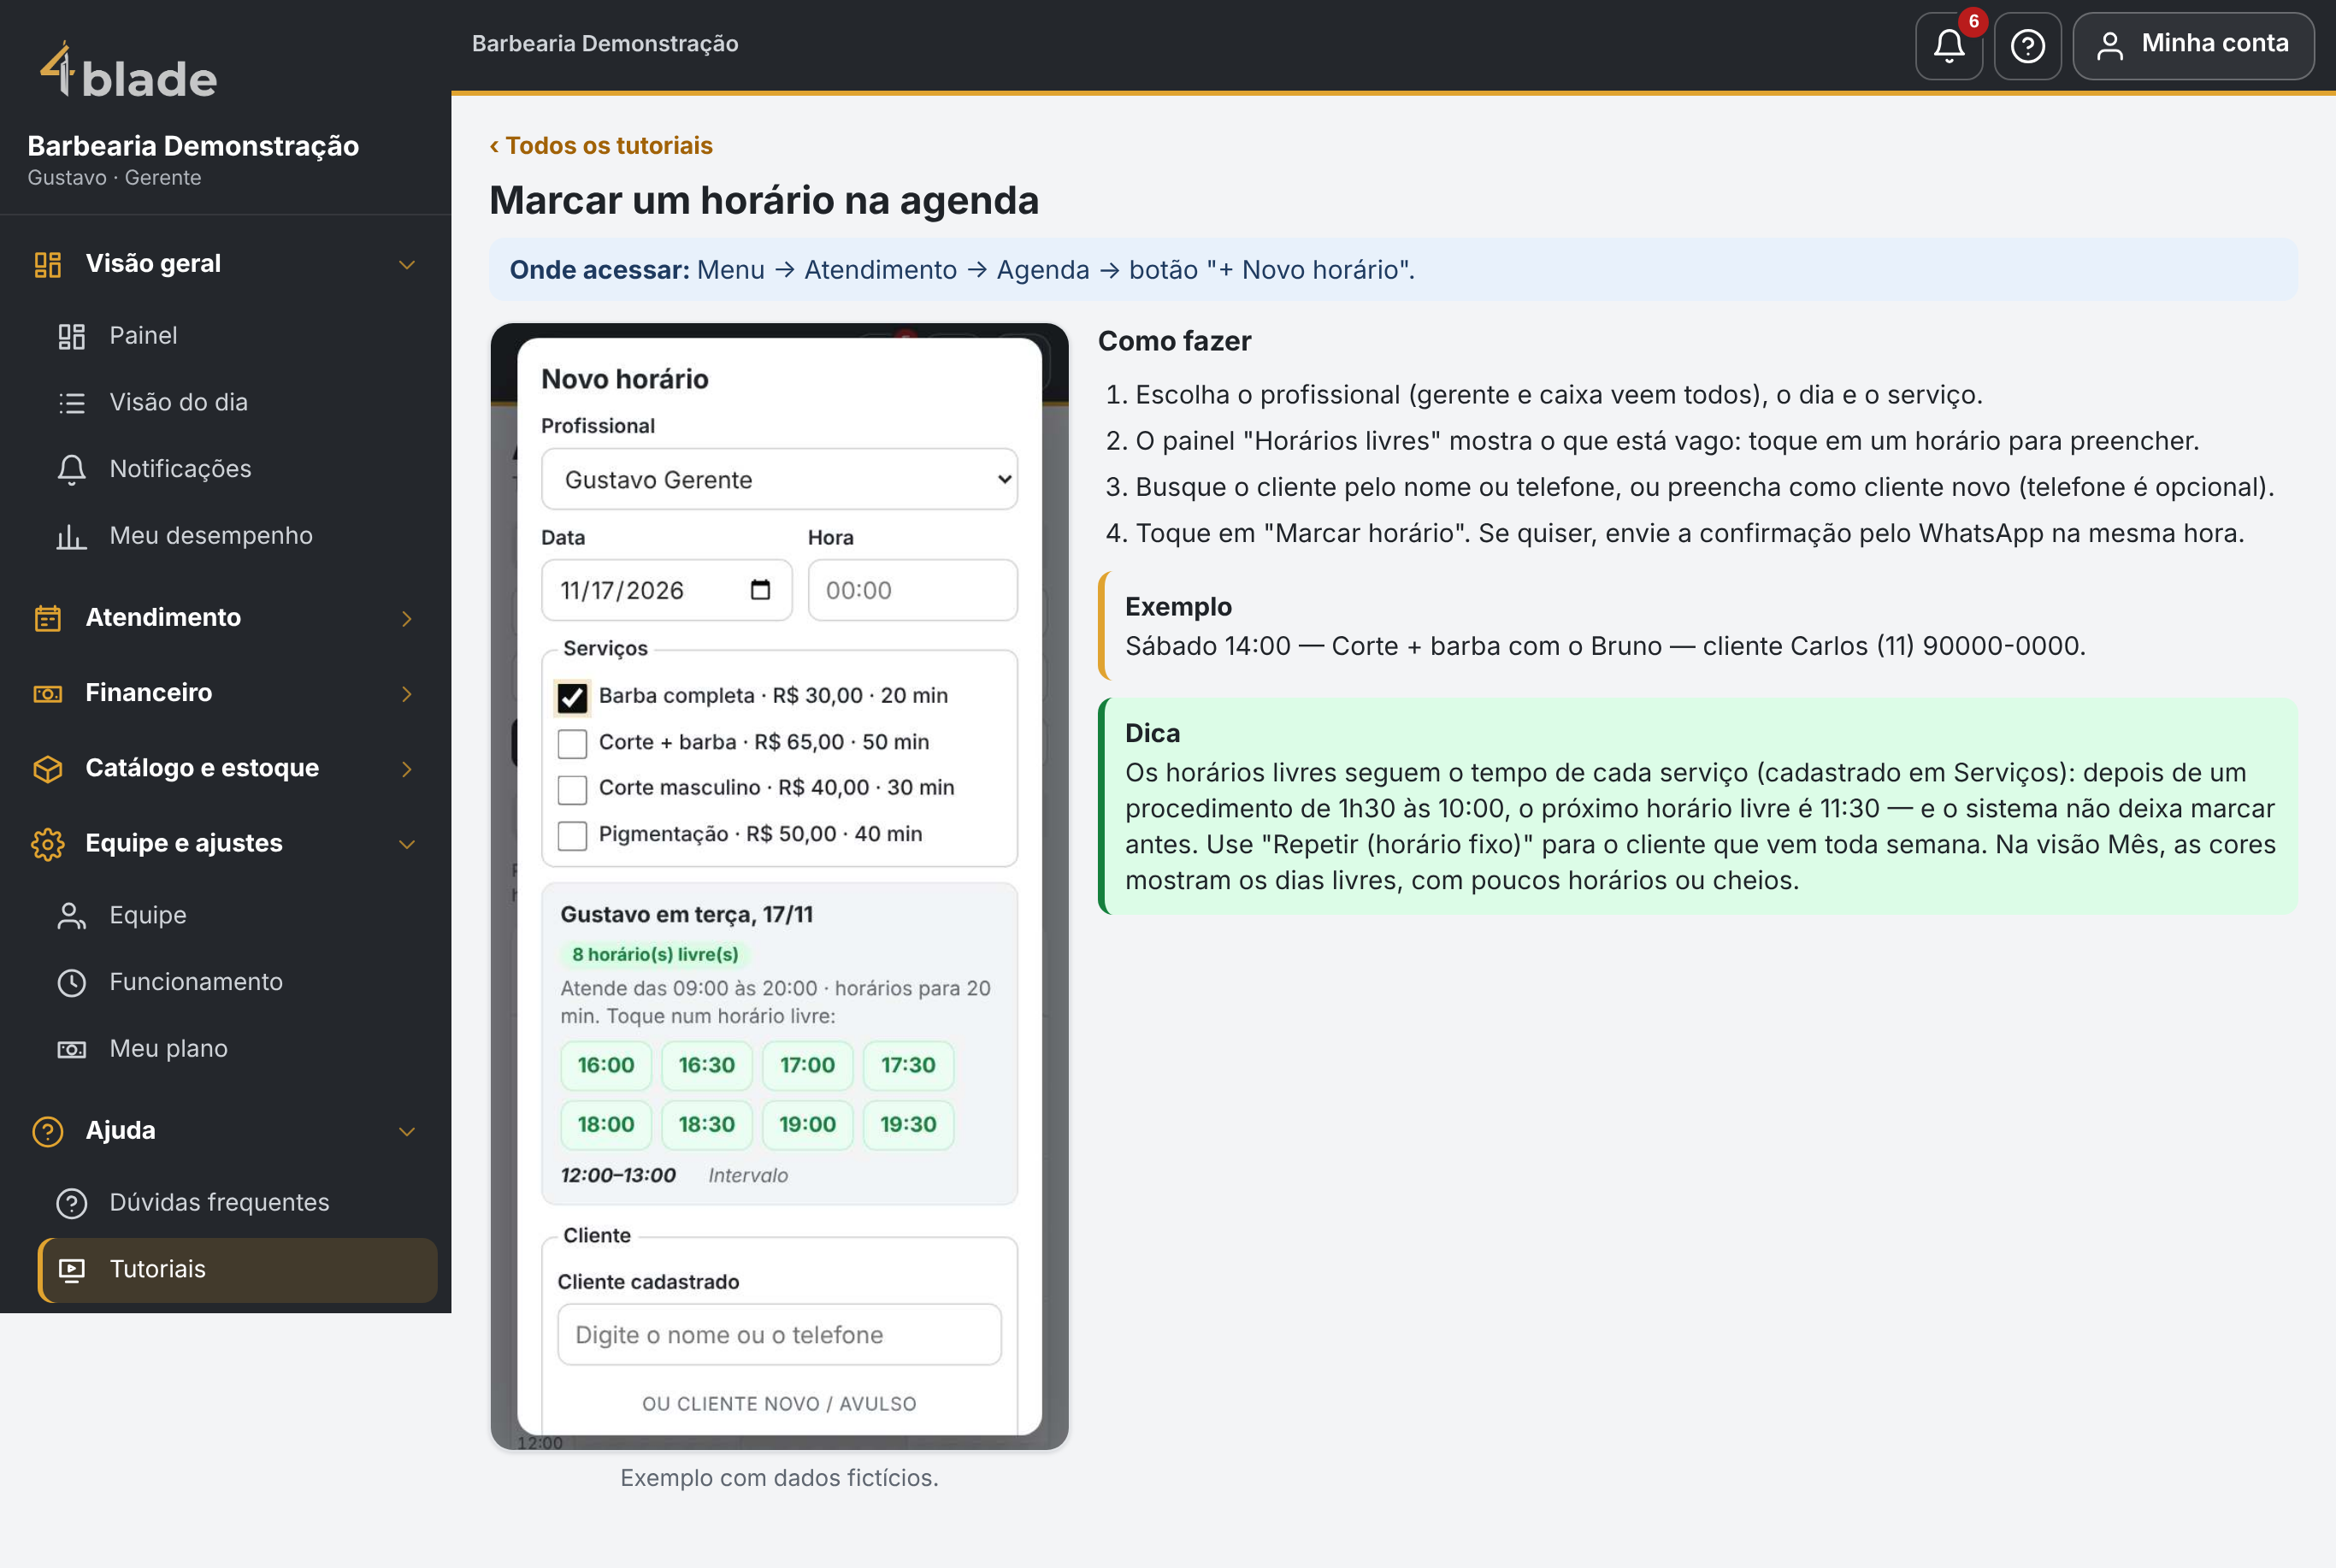 4blade
Barbearia Demonstração
Gustavo · Gerente
Visão geral
Painel
Visão do dia
Notificações
Meu desempenho
Atendimento
Financeiro
Catálogo e estoque
Equipe e ajustes
Equipe
Funcionamento
Meu plano
Ajuda
Dúvidas frequentes
Tutoriais
Barbearia Demonstração
6
Minha conta
‹ Todos os tutoriais
Marcar um horário na agenda
Onde acessar: Menu → Atendimento → Agenda → botão "+ Novo horário".
Novo horário
Profissional
Gustavo Gerente
Data
Hora
11/17/2026
00:00
Serviços
Barba completa · R$ 30,00 · 20 min
Corte + barba · R$ 65,00 · 50 min
Corte masculino · R$ 40,00 · 30 min
Pigmentação · R$ 50,00 · 40 min
Gustavo em terça, 17/11
8 horário(s) livre(s)
Atende das 09:00 às 20:00 · horários para 20
min. Toque num horário livre:
16:00 16:30 17:00 17:30
18:00 18:30 19:00 19:30
12:00–13:00 Intervalo
Cliente
Cliente cadastrado
Digite o nome ou o telefone
OU CLIENTE NOVO / AVULSO
12:00
Exemplo com dados fictícios.
Como fazer
1. Escolha o profissional (gerente e caixa veem todos), o dia e o serviço.
2. O painel "Horários livres" mostra o que está vago: toque em um horário para preencher.
3. Busque o cliente pelo nome ou telefone, ou preencha como cliente novo (telefone é opcional).
4. Toque em "Marcar horário". Se quiser, envie a confirmação pelo WhatsApp na mesma hora.
Exemplo
Sábado 14:00 — Corte + barba com o Bruno — cliente Carlos (11) 90000-0000.
Dica
Os horários livres seguem o tempo de cada serviço (cadastrado em Serviços): depois de um
procedimento de 1h30 às 10:00, o próximo horário livre é 11:30 — e o sistema não deixa marcar
antes. Use "Repetir (horário fixo)" para o cliente que vem toda semana. Na visão Mês, as cores
mostram os dias livres, com poucos horários ou cheios.